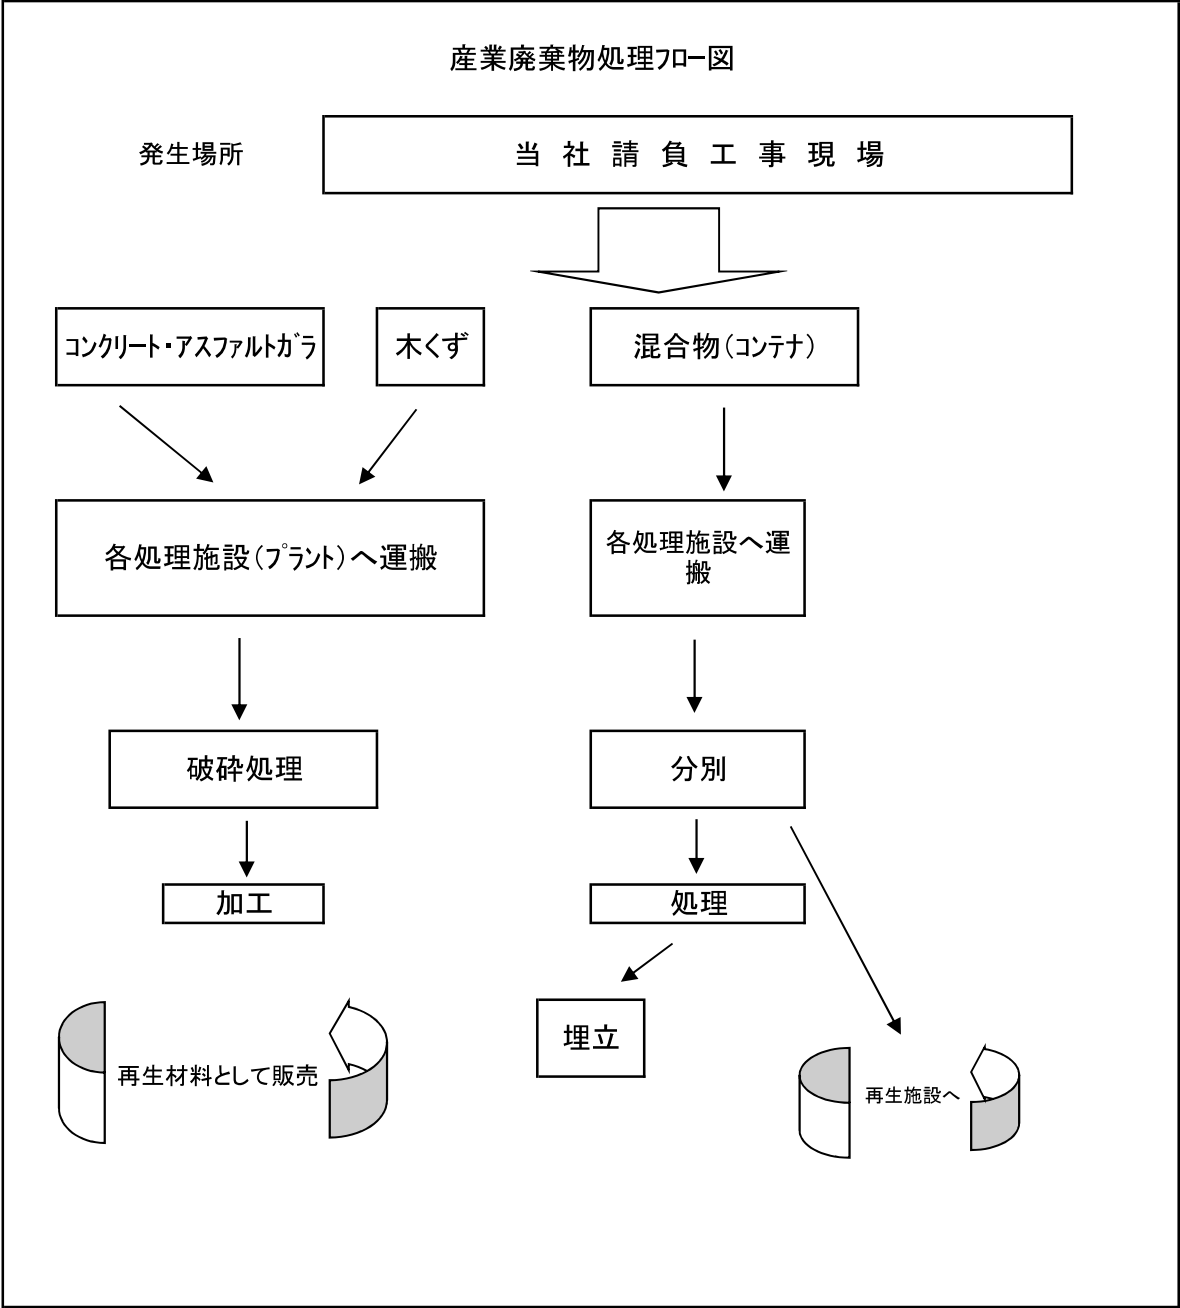 産業廃棄物処理ﾌﾛｰ図
発生場所
当社請負工事現場
ｺﾝｸﾘｰﾄ・ｱｽﾌｧﾙﾄｶﾞﾗ
木くず
混合物(ｺﾝﾃﾅ)
各処理施設(ﾌﾟﾗﾝﾄ)へ運搬
各処理施設へ運
搬
破砕処理
分別
加工
処理
埋立
再生材料として販売
再生施設へ